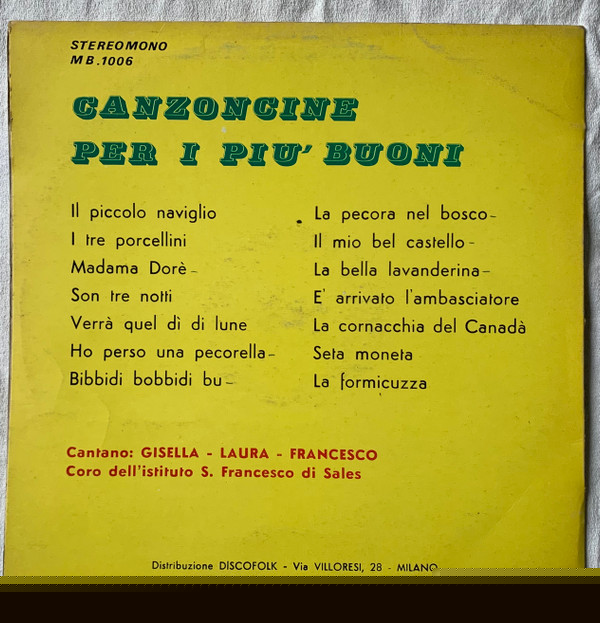 STEREOMONO
MB.1006
CANZONCINE
PER I PIU' BUONI
Il piccolo naviglio
I tre porcellini
Madama Dorè -
Son tre notti
Verrà quel dì di lune
Ho perso una pecorella -
Bibbidi bobbidi bu -
La pecora nel bosco -
Il mio bel castello -
La bella lavanderina -
E' arrivato l'ambasciatore
La cornacchia del Canadà
Seta moneta
La formicuzza
Cantano: GISELLA - LAURA - FRANCESCO
Coro dell'istituto S. Francesco di Sales
Distribuzione DISCOFOLK - Via VILLORESI, 28 - MILANO